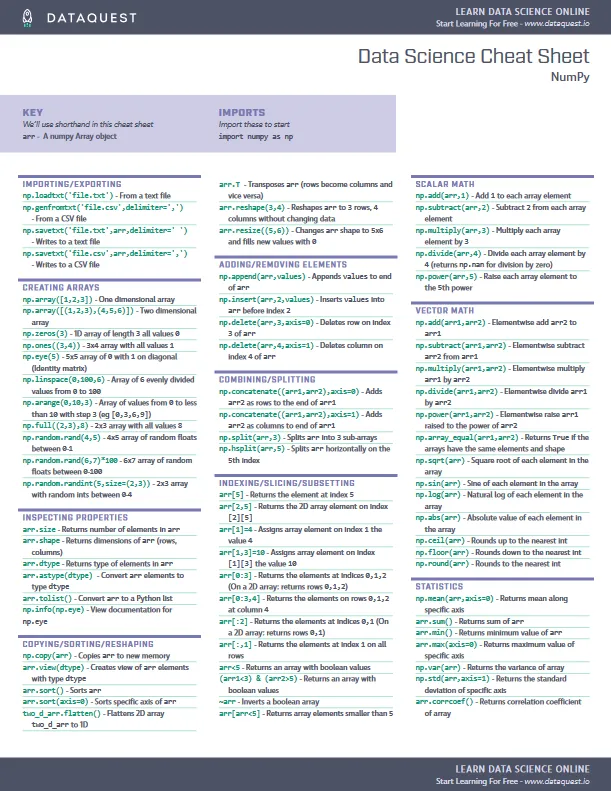 DATAQUEST
LEARN DATA SCIENCE ONLINE
Start Learning For Free - www.dataquest.io
Data Science Cheat Sheet
NumPy
KEY
We'll use shorthand in this cheat sheet
arr - A numpy Array object
IMPORTS
Import these to start
import numpy as np
IMPORTING/EXPORTING
np.loadtxt('file.txt') - From a text file
np.genfromtxt('file.csv',delimiter=',')
- From a CSV file
np.savetxt('file.txt',arr,delimiter=' ')
- Writes to a text file
np.savetxt('file.csv',arr,delimiter=',')
- Writes to a CSV file
CREATING ARRAYS
np.array([1,2,3]) - One dimensional array
np.array([(1,2,3),(4,5,6)]) - Two dimensional
array
np.zeros(3) - 1D array of length 3 all values 0
np.ones((3,4)) - 3x4 array with all values 1
np.eye(5) - 5x5 array of 0 with 1 on diagonal
(Identity matrix)
np.linspace(0,100,6) - Array of 6 evenly divided
values from 0 to 100
np.arange(0,10,3) - Array of values from 0 to less
than 10 with step 3 (eg [0,3,6,9])
np.full((2,3),8) - 2x3 array with all values 8
np.random.rand(4,5) - 4x5 array of random floats
between 0-1
np.random.rand(6,7)*100 - 6x7 array of random
floats between 0-100
np.random.randint(5,size=(2,3)) - 2x3 array
with random ints between 0-4
INSPECTING PROPERTIES
arr.size - Returns number of elements in arr
arr.shape - Returns dimensions of arr (rows,
columns)
arr.dtype - Returns type of elements in arr
arr.astype(dtype) - Convert arr elements to
type dtype
arr.tolist() - Convert arr to a Python list
np.info(np.eye) - View documentation for
np.eye
COPYING/SORTING/RESHAPING
np.copy(arr) - Copies arr to new memory
arr.view(dtype) - Creates view of arr elements
with type dtype
arr.sort() - Sorts arr
arr.sort(axis=0) - Sorts specific axis of arr
two_d_arr.flatten() - Flattens 2D array
two_d_arr to 1D
arr.T - Transposes arr (rows become columns and
vice versa)
arr.reshape(3,4) - Reshapes arr to 3 rows, 4
columns without changing data
arr.resize((5,6)) - Changes arr shape to 5x6
and fills new values with 0
ADDING/REMOVING ELEMENTS
np.append(arr,values) - Appends values to end
of arr
np.insert(arr,2,values) - Inserts values into
arr before index 2
np.delete(arr,3,axis=0) - Deletes row on index
3 of arr
np.delete(arr,4,axis=1) - Deletes column on
index 4 of arr
COMBINING/SPLITTING
np.concatenate((arr1,arr2),axis=0) - Adds
arr2 as rows to the end of arr1
np.concatenate((arr1,arr2),axis=1) - Adds
arr2 as columns to end of arr1
np.split(arr,3) - Splits arr into 3 sub-arrays
np.hsplit(arr,5) - Splits arr horizontally on the
5th index
INDEXING/SLICING/SUBSETTING
arr[5] - Returns the element at index 5
arr[2,5] - Returns the 2D array element on index
[2][5]
arr[1]=4 - Assigns array element on index 1 the
value 4
arr[1,3]=10 - Assigns array element on index
[1][3] the value 10
arr[0:3] - Returns the elements at indices 0,1,2
(On a 2D array: returns rows 0,1,2)
arr[0:3,4] - Returns the elements on rows 0,1,2
at column 4
arr[:2] - Returns the elements at indices 0,1 (On
a 2D array: returns rows 0,1)
arr[:,1] - Returns the elements at index 1 on all
rows
arr<5 - Returns an array with boolean values
(arr1<3) & (arr2>5) - Returns an array with
boolean values
~arr - Inverts a boolean array
arr[arr<5] - Returns array elements smaller than 5
SCALAR MATH
np.add(arr,1) - Add 1 to each array element
np.subtract(arr,2) - Subtract 2 from each array
element
np.multiply(arr,3) - Multiply each array
element by 3
np.divide(arr,4) - Divide each array element by
4 (returns np.nan for division by zero)
np.power(arr,5) - Raise each array element to
the 5th power
VECTOR MATH
np.add(arr1,arr2) - Elementwise add arr2 to
arr1
np.subtract(arr1,arr2) - Elementwise subtract
arr2 from arr1
np.multiply(arr1,arr2) - Elementwise multiply
arr1 by arr2
np.divide(arr1,arr2) - Elementwise divide arr1
by arr2
np.power(arr1,arr2) - Elementwise raise arr1
raised to the power of arr2
np.array_equal(arr1,arr2) - Returns True if the
arrays have the same elements and shape
np.sqrt(arr) - Square root of each element in the
array
np.sin(arr) - Sine of each element in the array
np.log(arr) - Natural log of each element in the
array
np.abs(arr) - Absolute value of each element in
the array
np.ceil(arr) - Rounds up to the nearest int
np.floor(arr) - Rounds down to the nearest int
np.round(arr) - Rounds to the nearest int
STATISTICS
np.mean(arr,axis=0) - Returns mean along
specific axis
arr.sum() - Returns sum of arr
arr.min() - Returns minimum value of arr
arr.max(axis=0) - Returns maximum value of
specific axis
np.var(arr) - Returns the variance of array
np.std(arr,axis=1) - Returns the standard
deviation of specific axis
arr.corrcoef() - Returns correlation coefficient
of array
LEARN DATA SCIENCE ONLINE
Start Learning For Free - www.dataquest.io